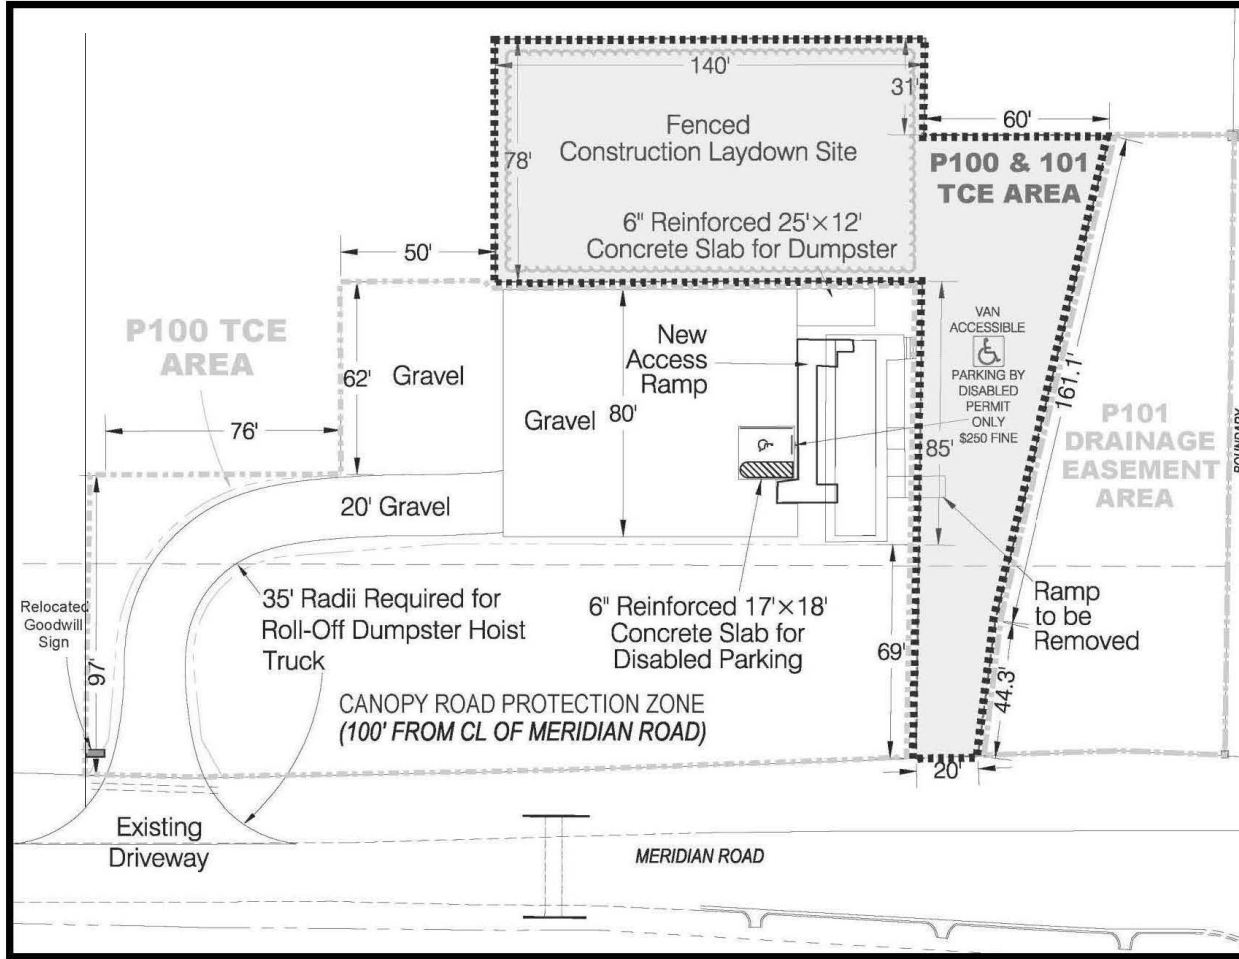 140'
31'
60'
Fenced
Construction Laydown Site
78'
P100 & 101
TCE AREA
6" Reinforced 25'×12'
Concrete Slab for Dumpster
50'
P100 TCE
AREA
62'
Gravel
New
Access
Ramp
Gravel
80'
VAN
ACCESSIBLE
PARKING BY
DISABLED
PERMIT
ONLY
$250 FINE
161.1'
85'
P101
DRAINAGE
EASEMENT
AREA
BOUNDARY
76'
20' Gravel
Relocated
Goodwill
Sign
97'
35' Radii Required for
Roll-Off Dumpster Hoist
Truck
6" Reinforced 17'×18'
Concrete Slab for
Disabled Parking
69'
Ramp
to be
Removed
44.3'
CANOPY ROAD PROTECTION ZONE
(100' FROM CL OF MERIDIAN ROAD)
20'
Existing
Driveway
MERIDIAN ROAD